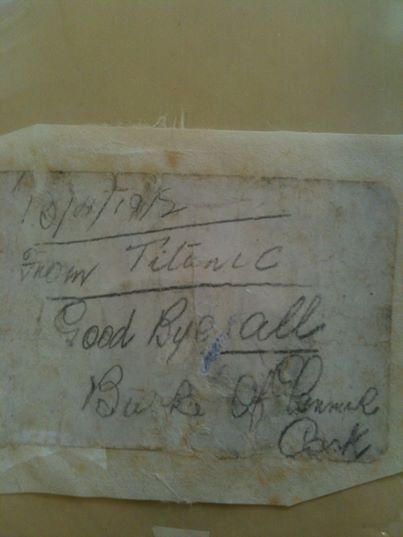 13/04/1912
From Titanic
Good Bye all
Burke Of Glanmire
Cork